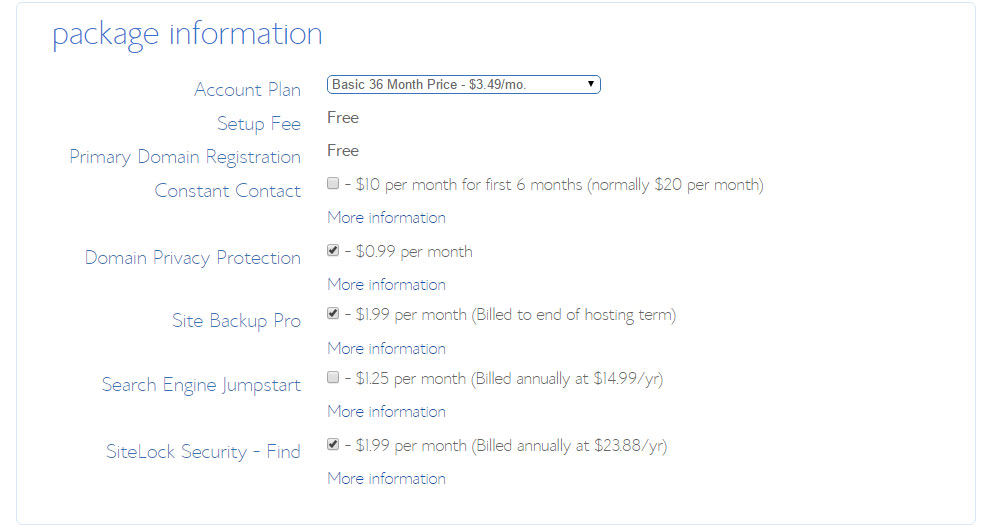 package information
Account Plan Basic 36 Month Price - $3.49/mo.
Setup Fee Free
Primary Domain Registration Free
Constant Contact - $10 per month for first 6 months (normally $20 per month)
More information
Domain Privacy Protection - $0.99 per month
More information
Site Backup Pro - $1.99 per month (Billed to end of hosting term)
More information
Search Engine Jumpstart - $1.25 per month (Billed annually at $14.99/yr)
More information
SiteLock Security - Find - $1.99 per month (Billed annually at $23.88/yr)
More information